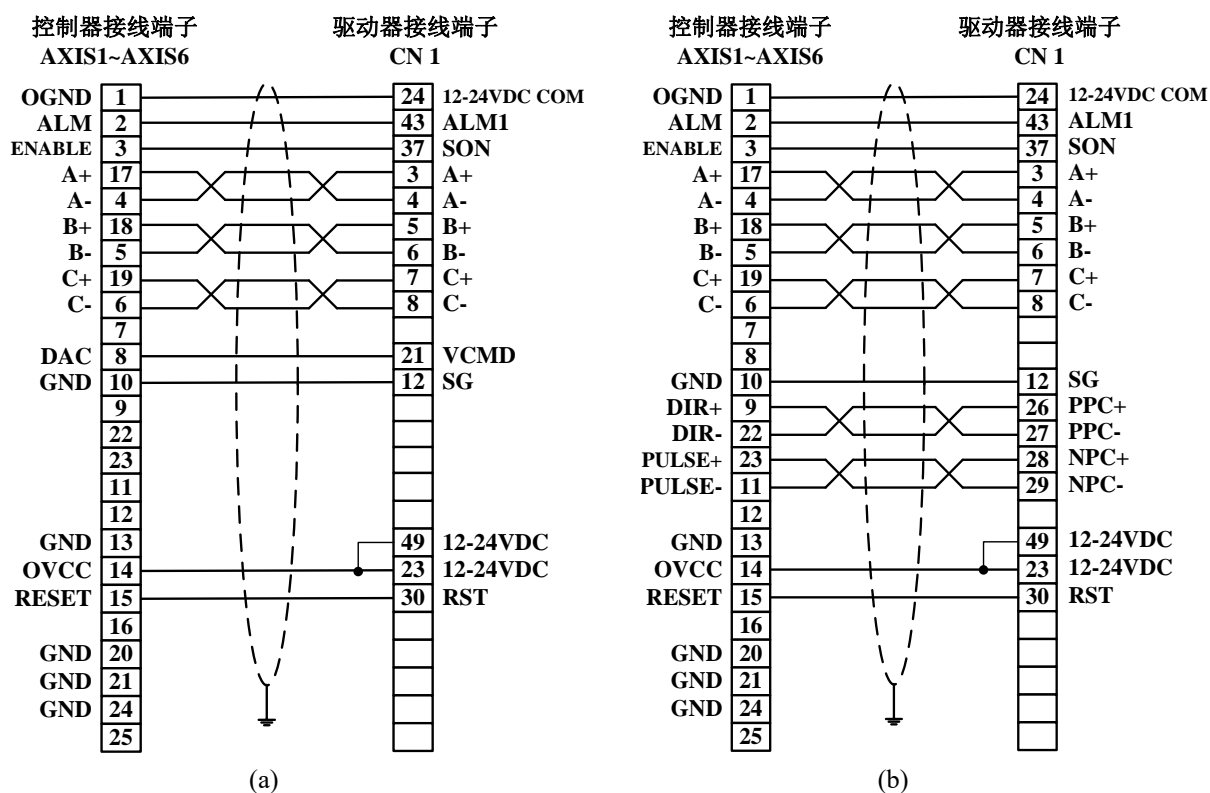 控制器接线端子 驱动器接线端子
AXIS1~AXIS6 CN 1
OGND 1 24 12-24VDC COM
ALM 2 43 ALM1
ENABLE 3 37 SON
A+ 17 3 A+
A- 4 4 A-
B+ 18 5 B+
B- 5 6 B-
C+ 19 7 C+
C- 6 8 C-
7
DAC 8 21 VCMD
GND 10 12 SG
9
22
23
11
12
GND 13 49 12-24VDC
OVCC 14 23 12-24VDC
RESET 15 30 RST
16
GND 20
GND 21
GND 24
25
(a)
控制器接线端子 驱动器接线端子
AXIS1~AXIS6 CN 1
OGND 1 24 12-24VDC COM
ALM 2 43 ALM1
ENABLE 3 37 SON
A+ 17 3 A+
A- 4 4 A-
B+ 18 5 B+
B- 5 6 B-
C+ 19 7 C+
C- 6 8 C-
7
8
GND 10 12 SG
DIR+ 9 26 PPC+
DIR- 22 27 PPC-
PULSE+ 23 28 NPC+
PULSE- 11 29 NPC-
12
GND 13 49 12-24VDC
OVCC 14 23 12-24VDC
RESET 15 30 RST
16
GND 20
GND 21
GND 24
25
(b)